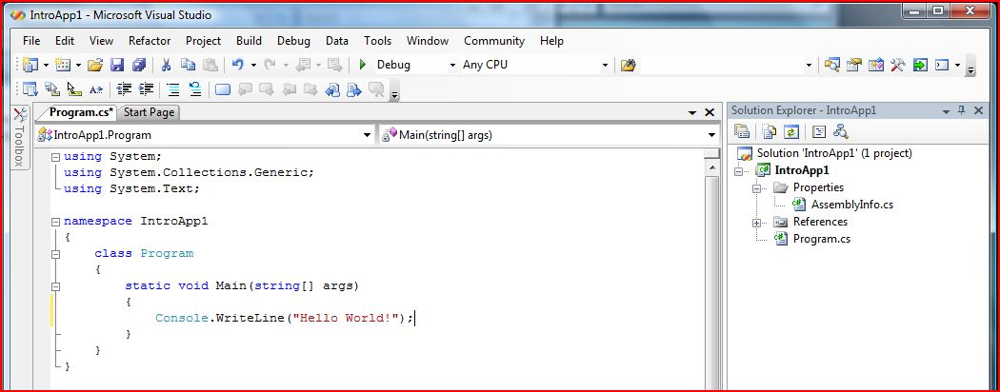 IntroApp1 - Microsoft Visual Studio
File Edit View Refactor Project Build Debug Data Tools Window Community Help
Debug Any CPU
Toolbox
Program.cs* Start Page
IntroApp1.Program Main(string[] args)
using System;
using System.Collections.Generic;
using System.Text;
namespace IntroApp1
{
class Program
{
static void Main(string[] args)
{
Console.WriteLine("Hello World!");
}
}
}
Solution Explorer - IntroApp1
Solution 'IntroApp1' (1 project)
IntroApp1
Properties
AssemblyInfo.cs
References
Program.cs